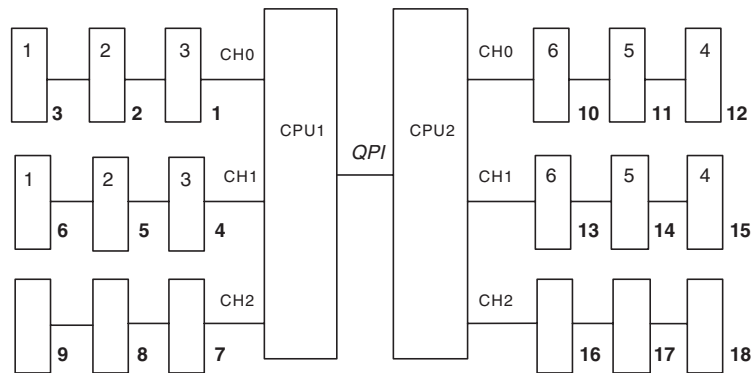 1 2 3 CH0 CH0 6 5 4
3 2 1 10 11 12
CPU1 QPI CPU2
1 2 3 CH1 CH1 6 5 4
6 5 4 13 14 15
CH2 CH2
9 8 7 16 17 18